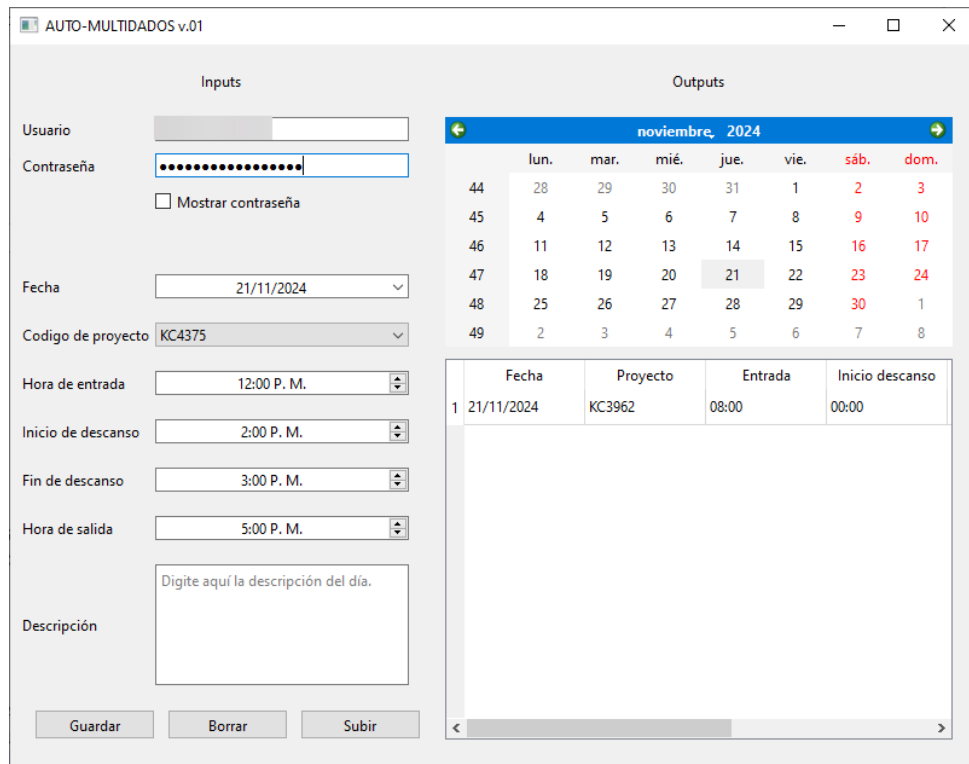 AUTO-MULTIDADOS v.01
Inputs
Usuario
Contraseña
Mostrar contraseña
Fecha 21/11/2024
Codigo de proyecto KC4375
Hora de entrada 12:00 P. M.
Inicio de descanso 2:00 P. M.
Fin de descanso 3:00 P. M.
Hora de salida 5:00 P. M.
Descripción Digite aquí la descripción del día.
Guardar Borrar Subir
Outputs
noviembre, 2024
lun. mar. mié. jue. vie. sáb. dom.
44 28 29 30 31 1 2 3
45 4 5 6 7 8 9 10
46 11 12 13 14 15 16 17
47 18 19 20 21 22 23 24
48 25 26 27 28 29 30 1
49 2 3 4 5 6 7 8
Fecha Proyecto Entrada Inicio descanso
1 21/11/2024 KC3962 08:00 00:00